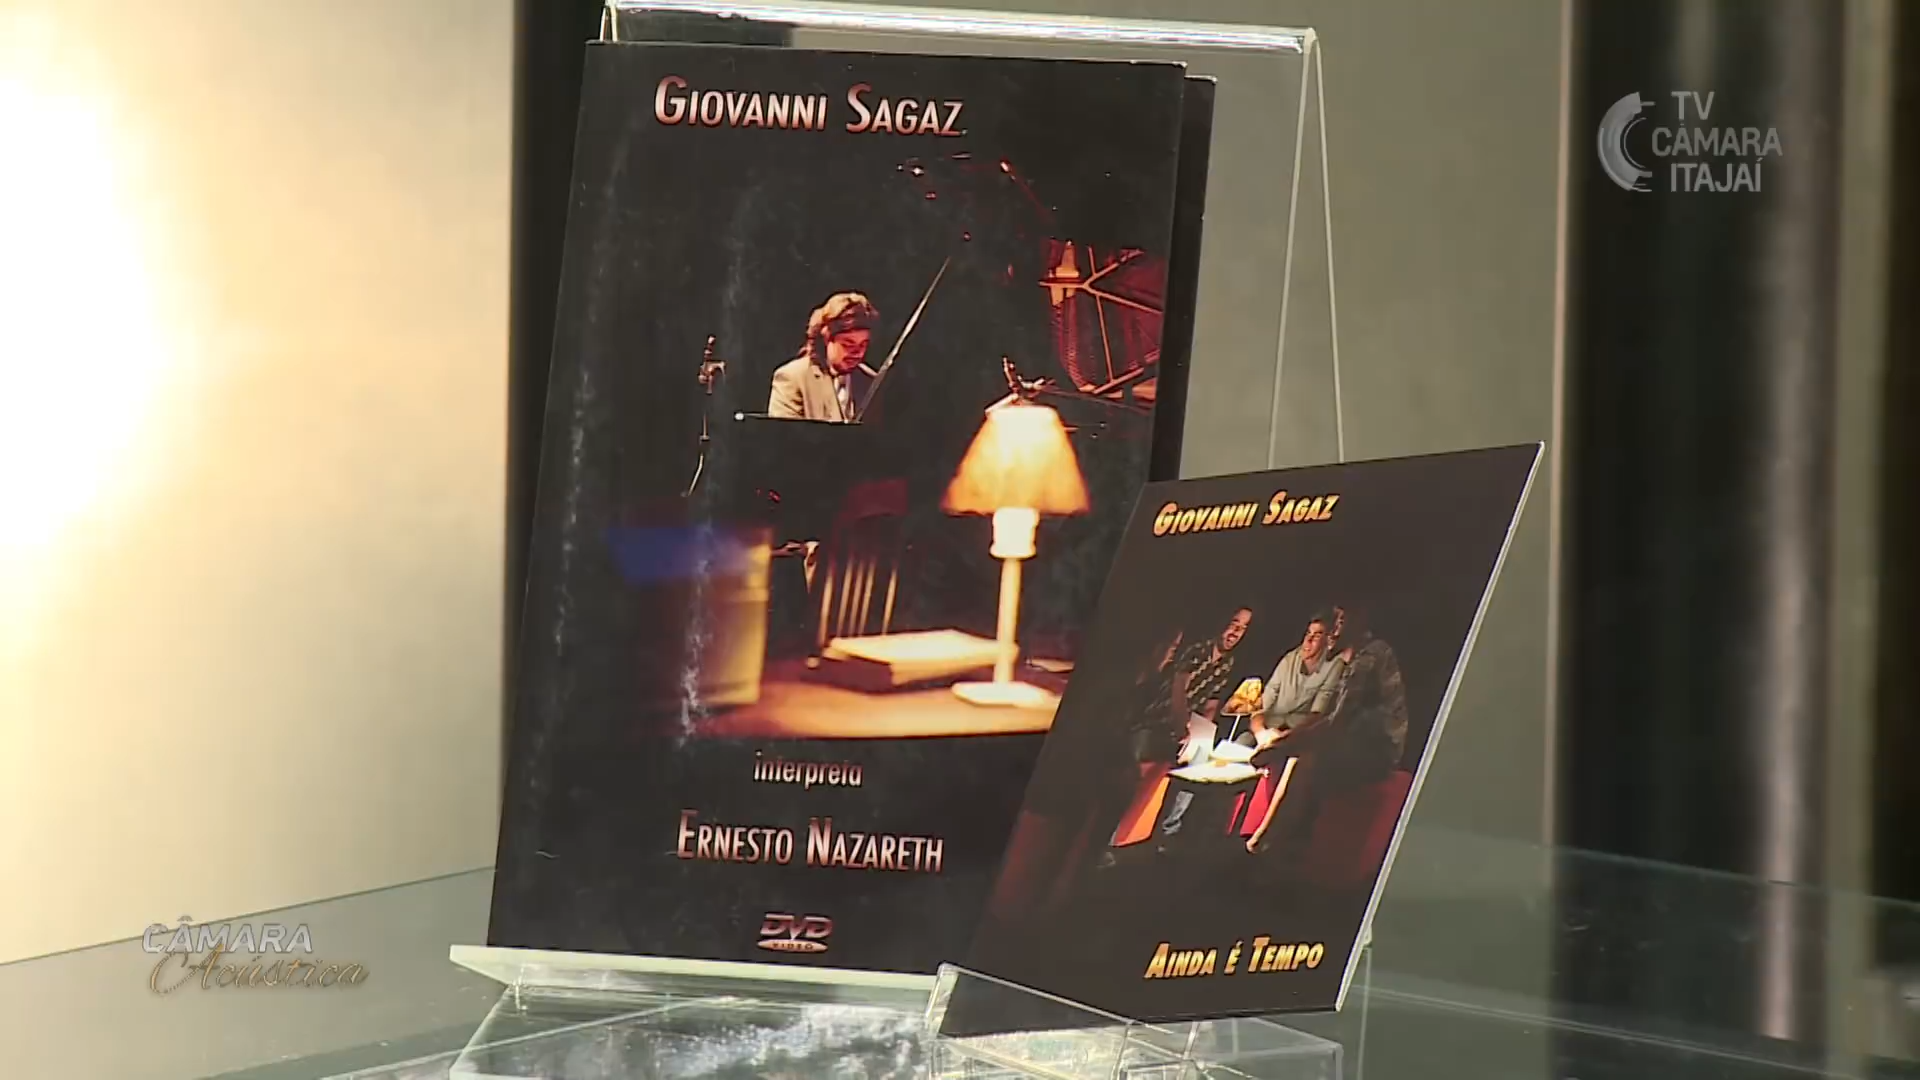 GIOVANNI SAGAZ
interpreta
ERNESTO NAZARETH
DVD
VIDEO
GIOVANNI SAGAZ
AINDA É TEMPO
TV
CÂMARA
ITAJAÍ
CÂMARA
Acústica